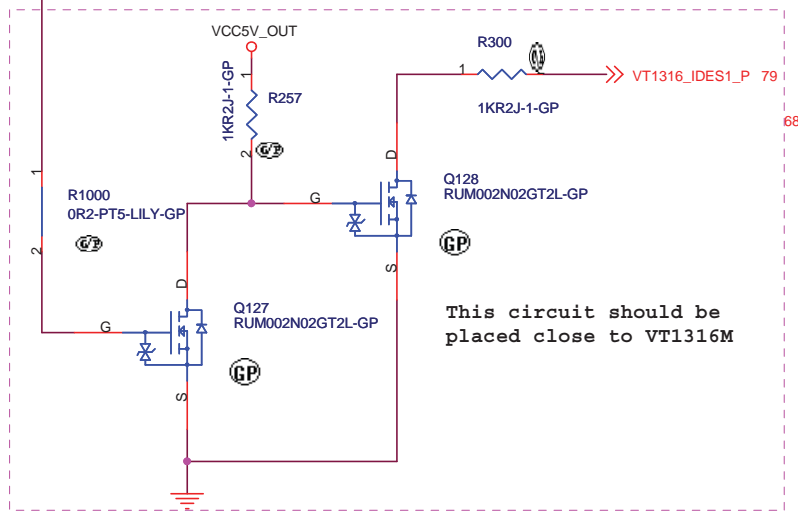 VCC5V_OUT
1
1KR2J-1-GP
R257
2
G/P
R300
1
1KR2J-1-GP
VT1316_IDES1_P 79
68
1
R1000
0R2-PT5-LILY-GP
2
G/P
D
G
Q128
RUM002N02GT2L-GP
GP
S
D
G
Q127
RUM002N02GT2L-GP
GP
S
This circuit should be
placed close to VT1316M